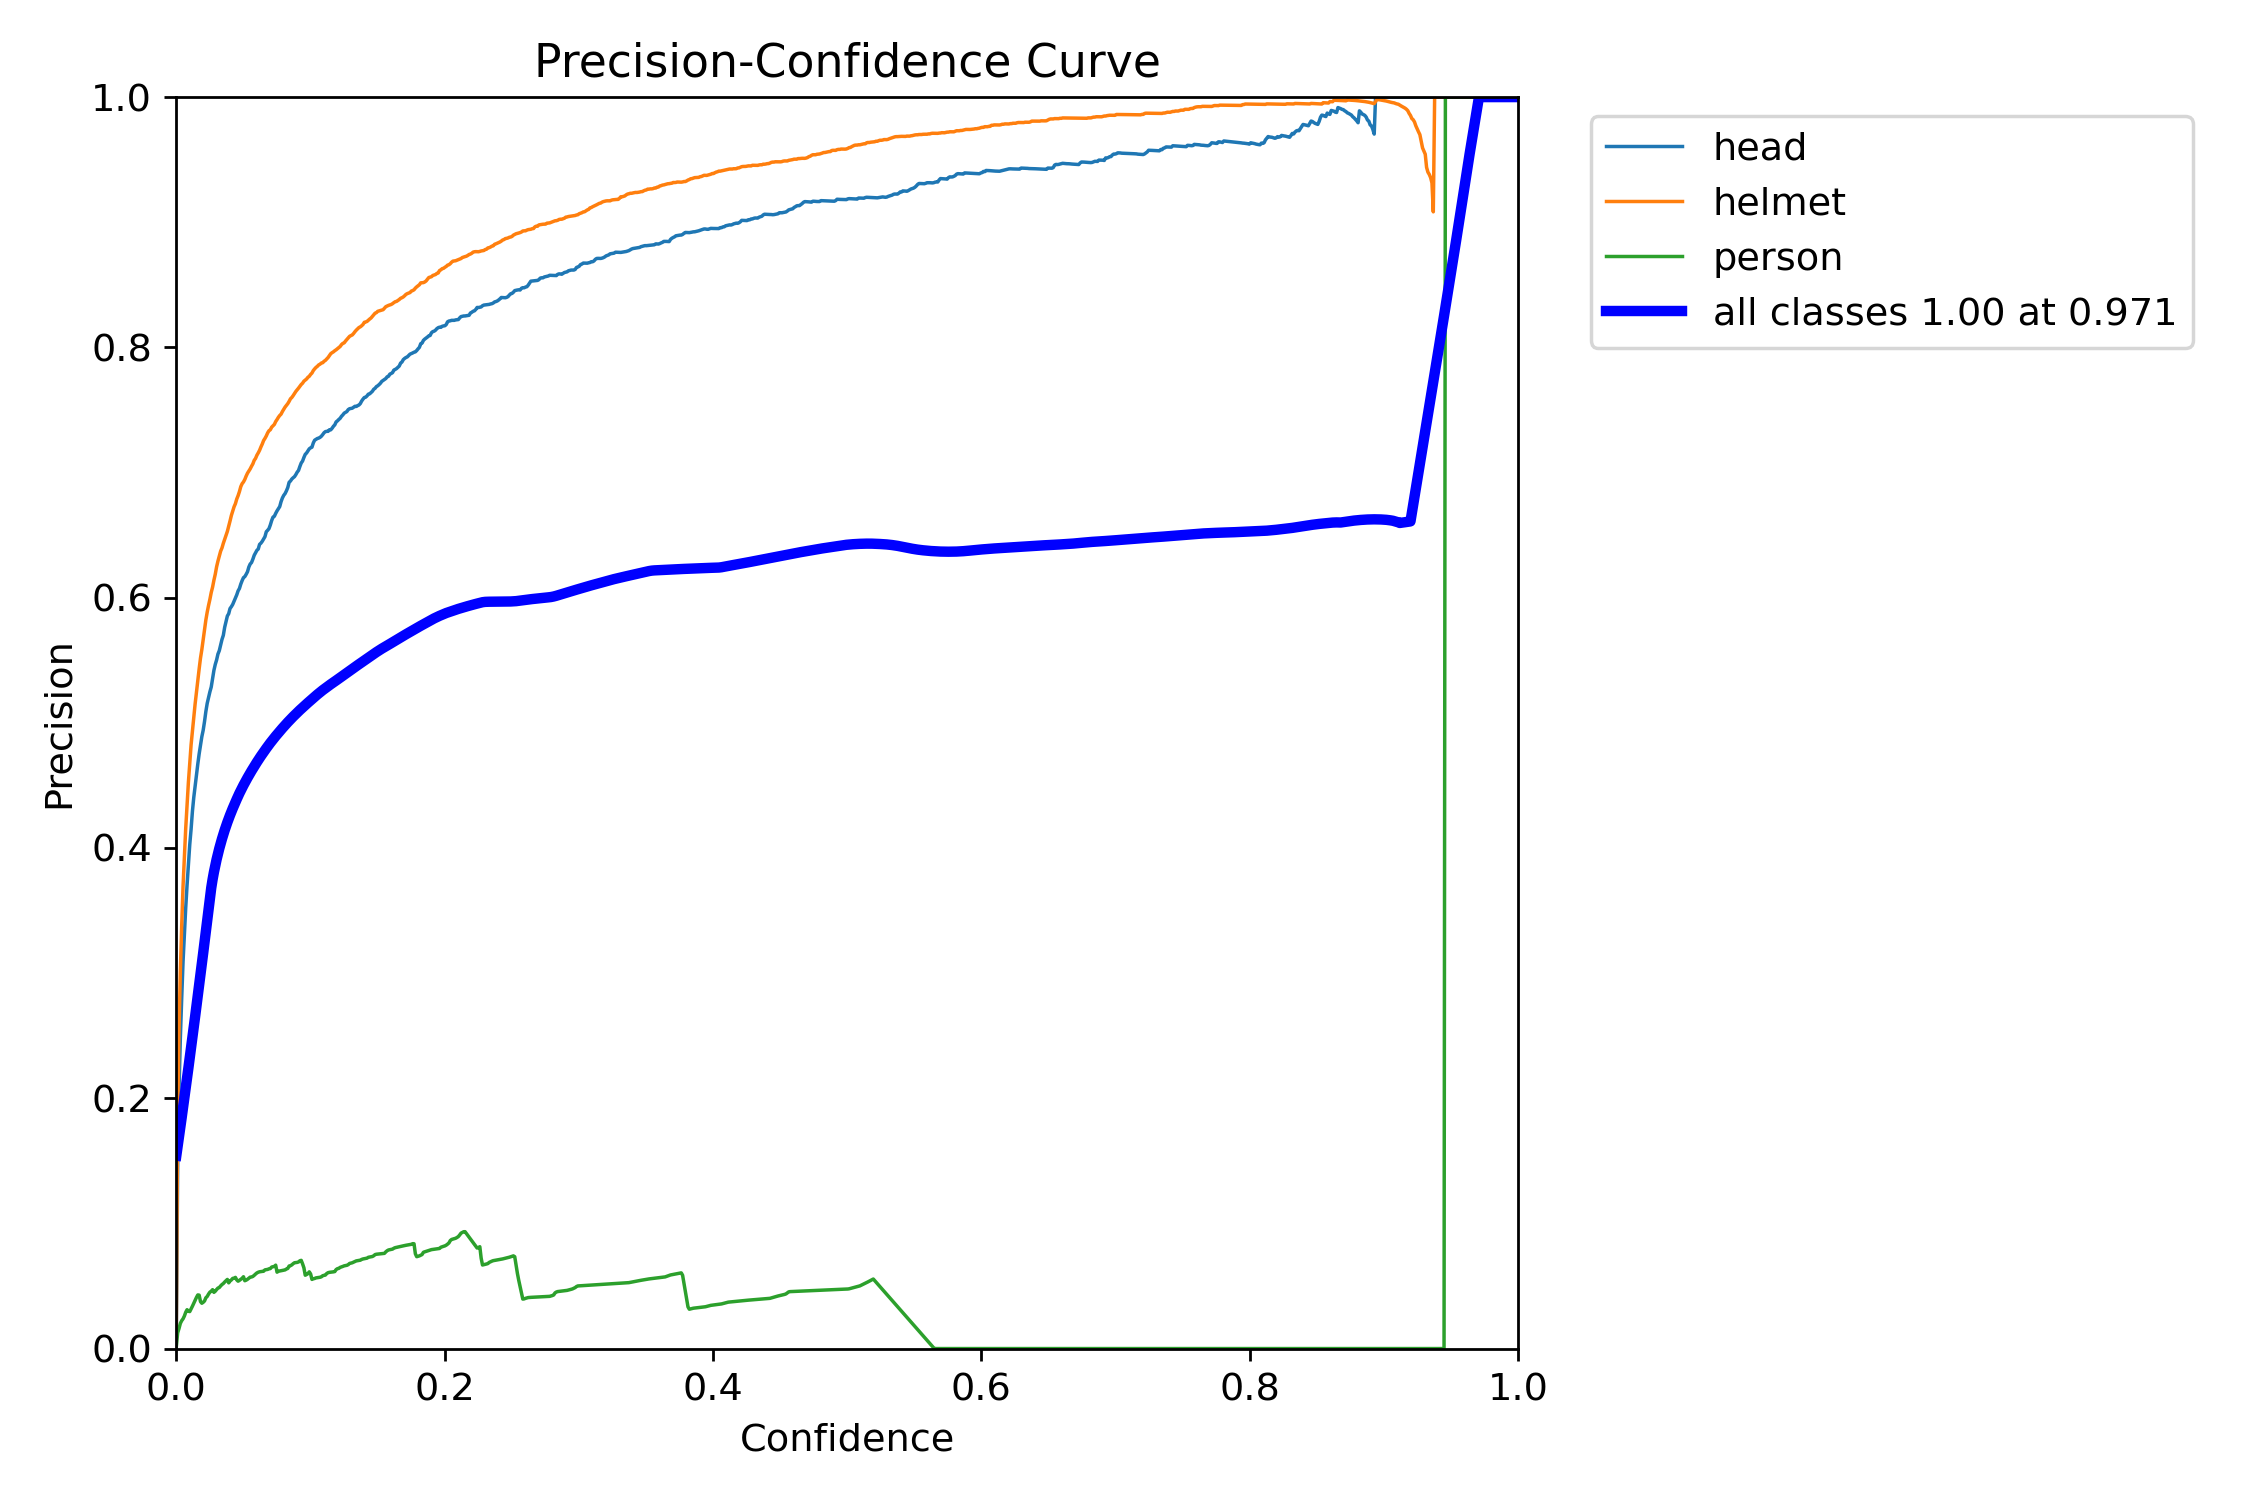 Precision-Confidence Curve
1.0
0.8
0.6
0.4
0.2
0.0
Precision
0.0 0.2 0.4 0.6 0.8 1.0
Confidence
head
helmet
person
all classes 1.00 at 0.971